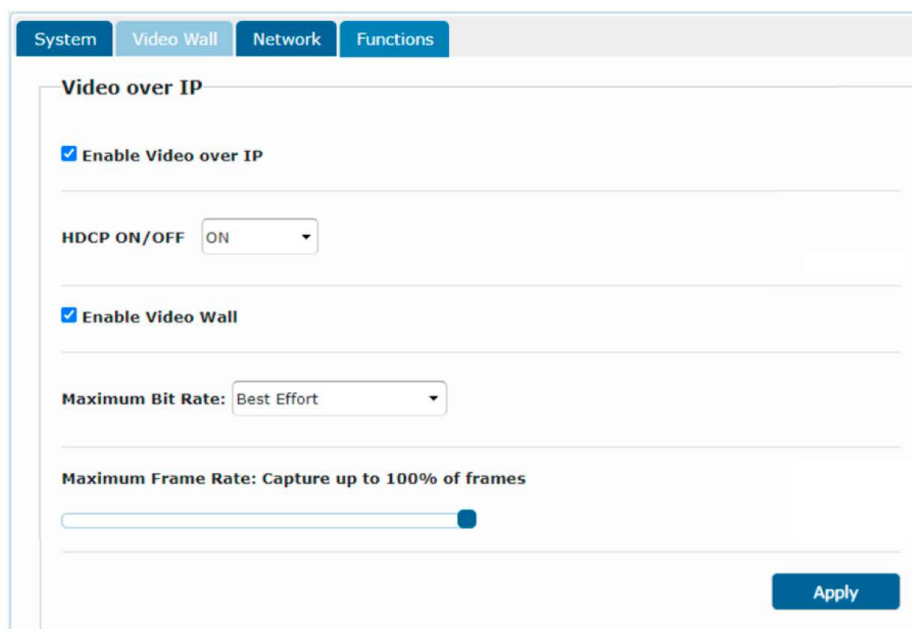 System Video Wall Network Functions
Video over IP
Enable Video over IP
HDCP ON/OFF ON
Enable Video Wall
Maximum Bit Rate: Best Effort
Maximum Frame Rate: Capture up to 100% of frames
Apply